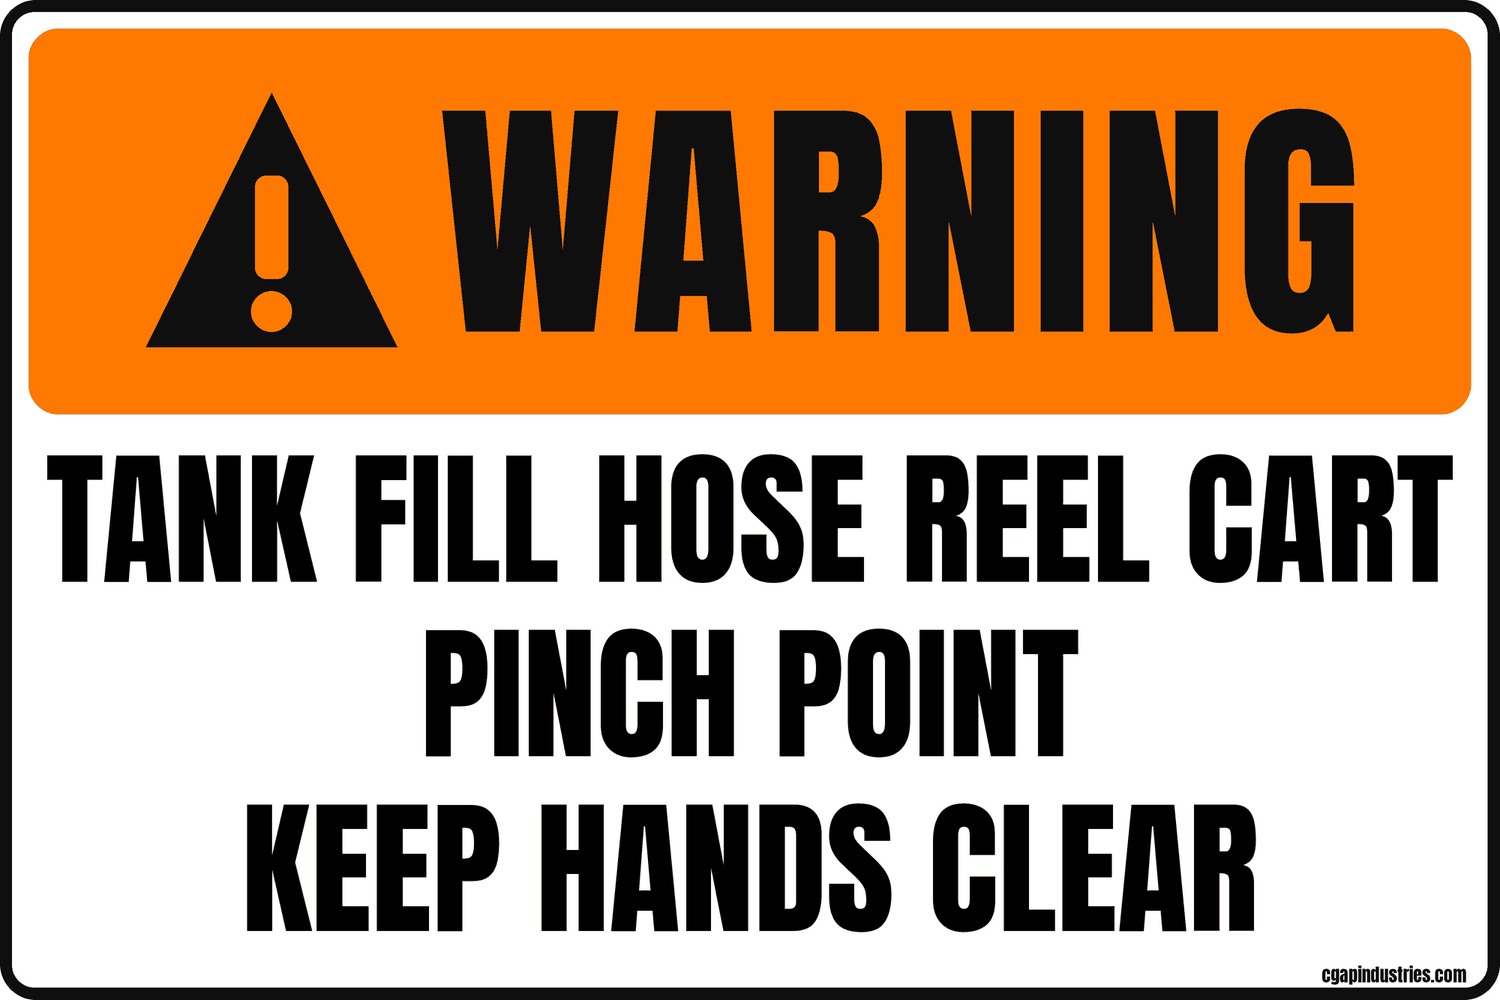 WARNING
TANK FILL HOSE REEL CART
PINCH POINT
KEEP HANDS CLEAR
cgapindustries.com